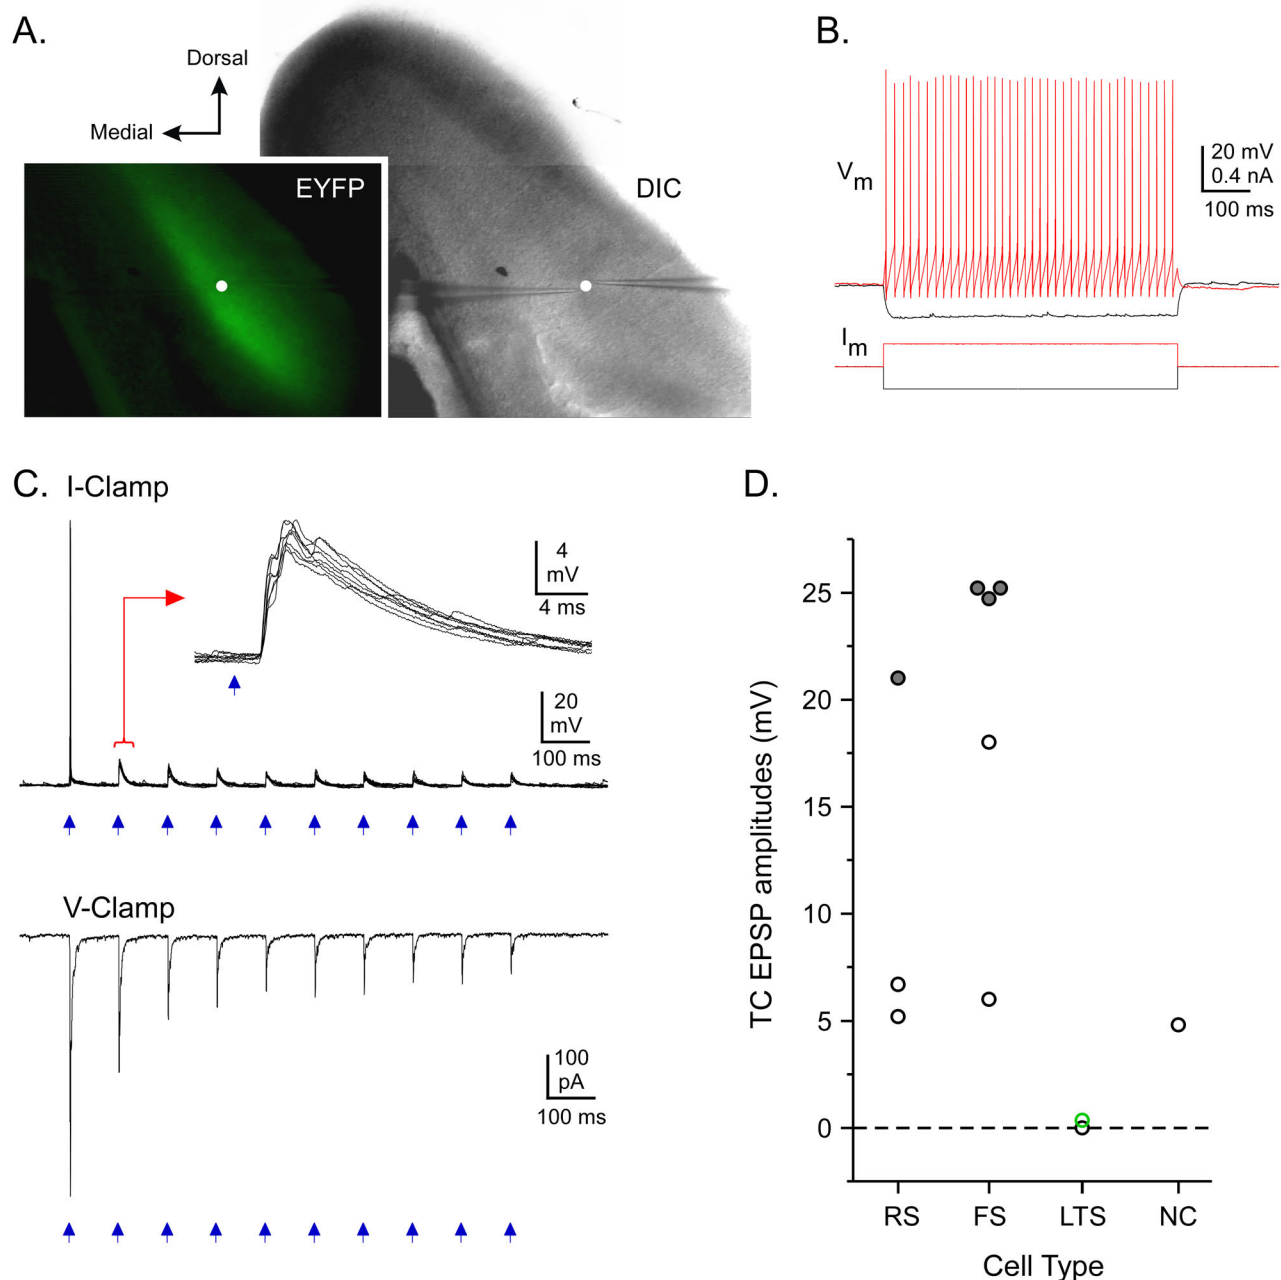 A.
Dorsal
Medial
EYFP
DIC
B.
Vm
20 mV
0.4 nA
100 ms
Im
C. I-Clamp
4
mV
4 ms
20
mV
100 ms
V-Clamp
100
pA
100 ms
D.
TC EPSP amplitudes (mV)
25
20
15
10
5
0
RS FS LTS NC
Cell Type